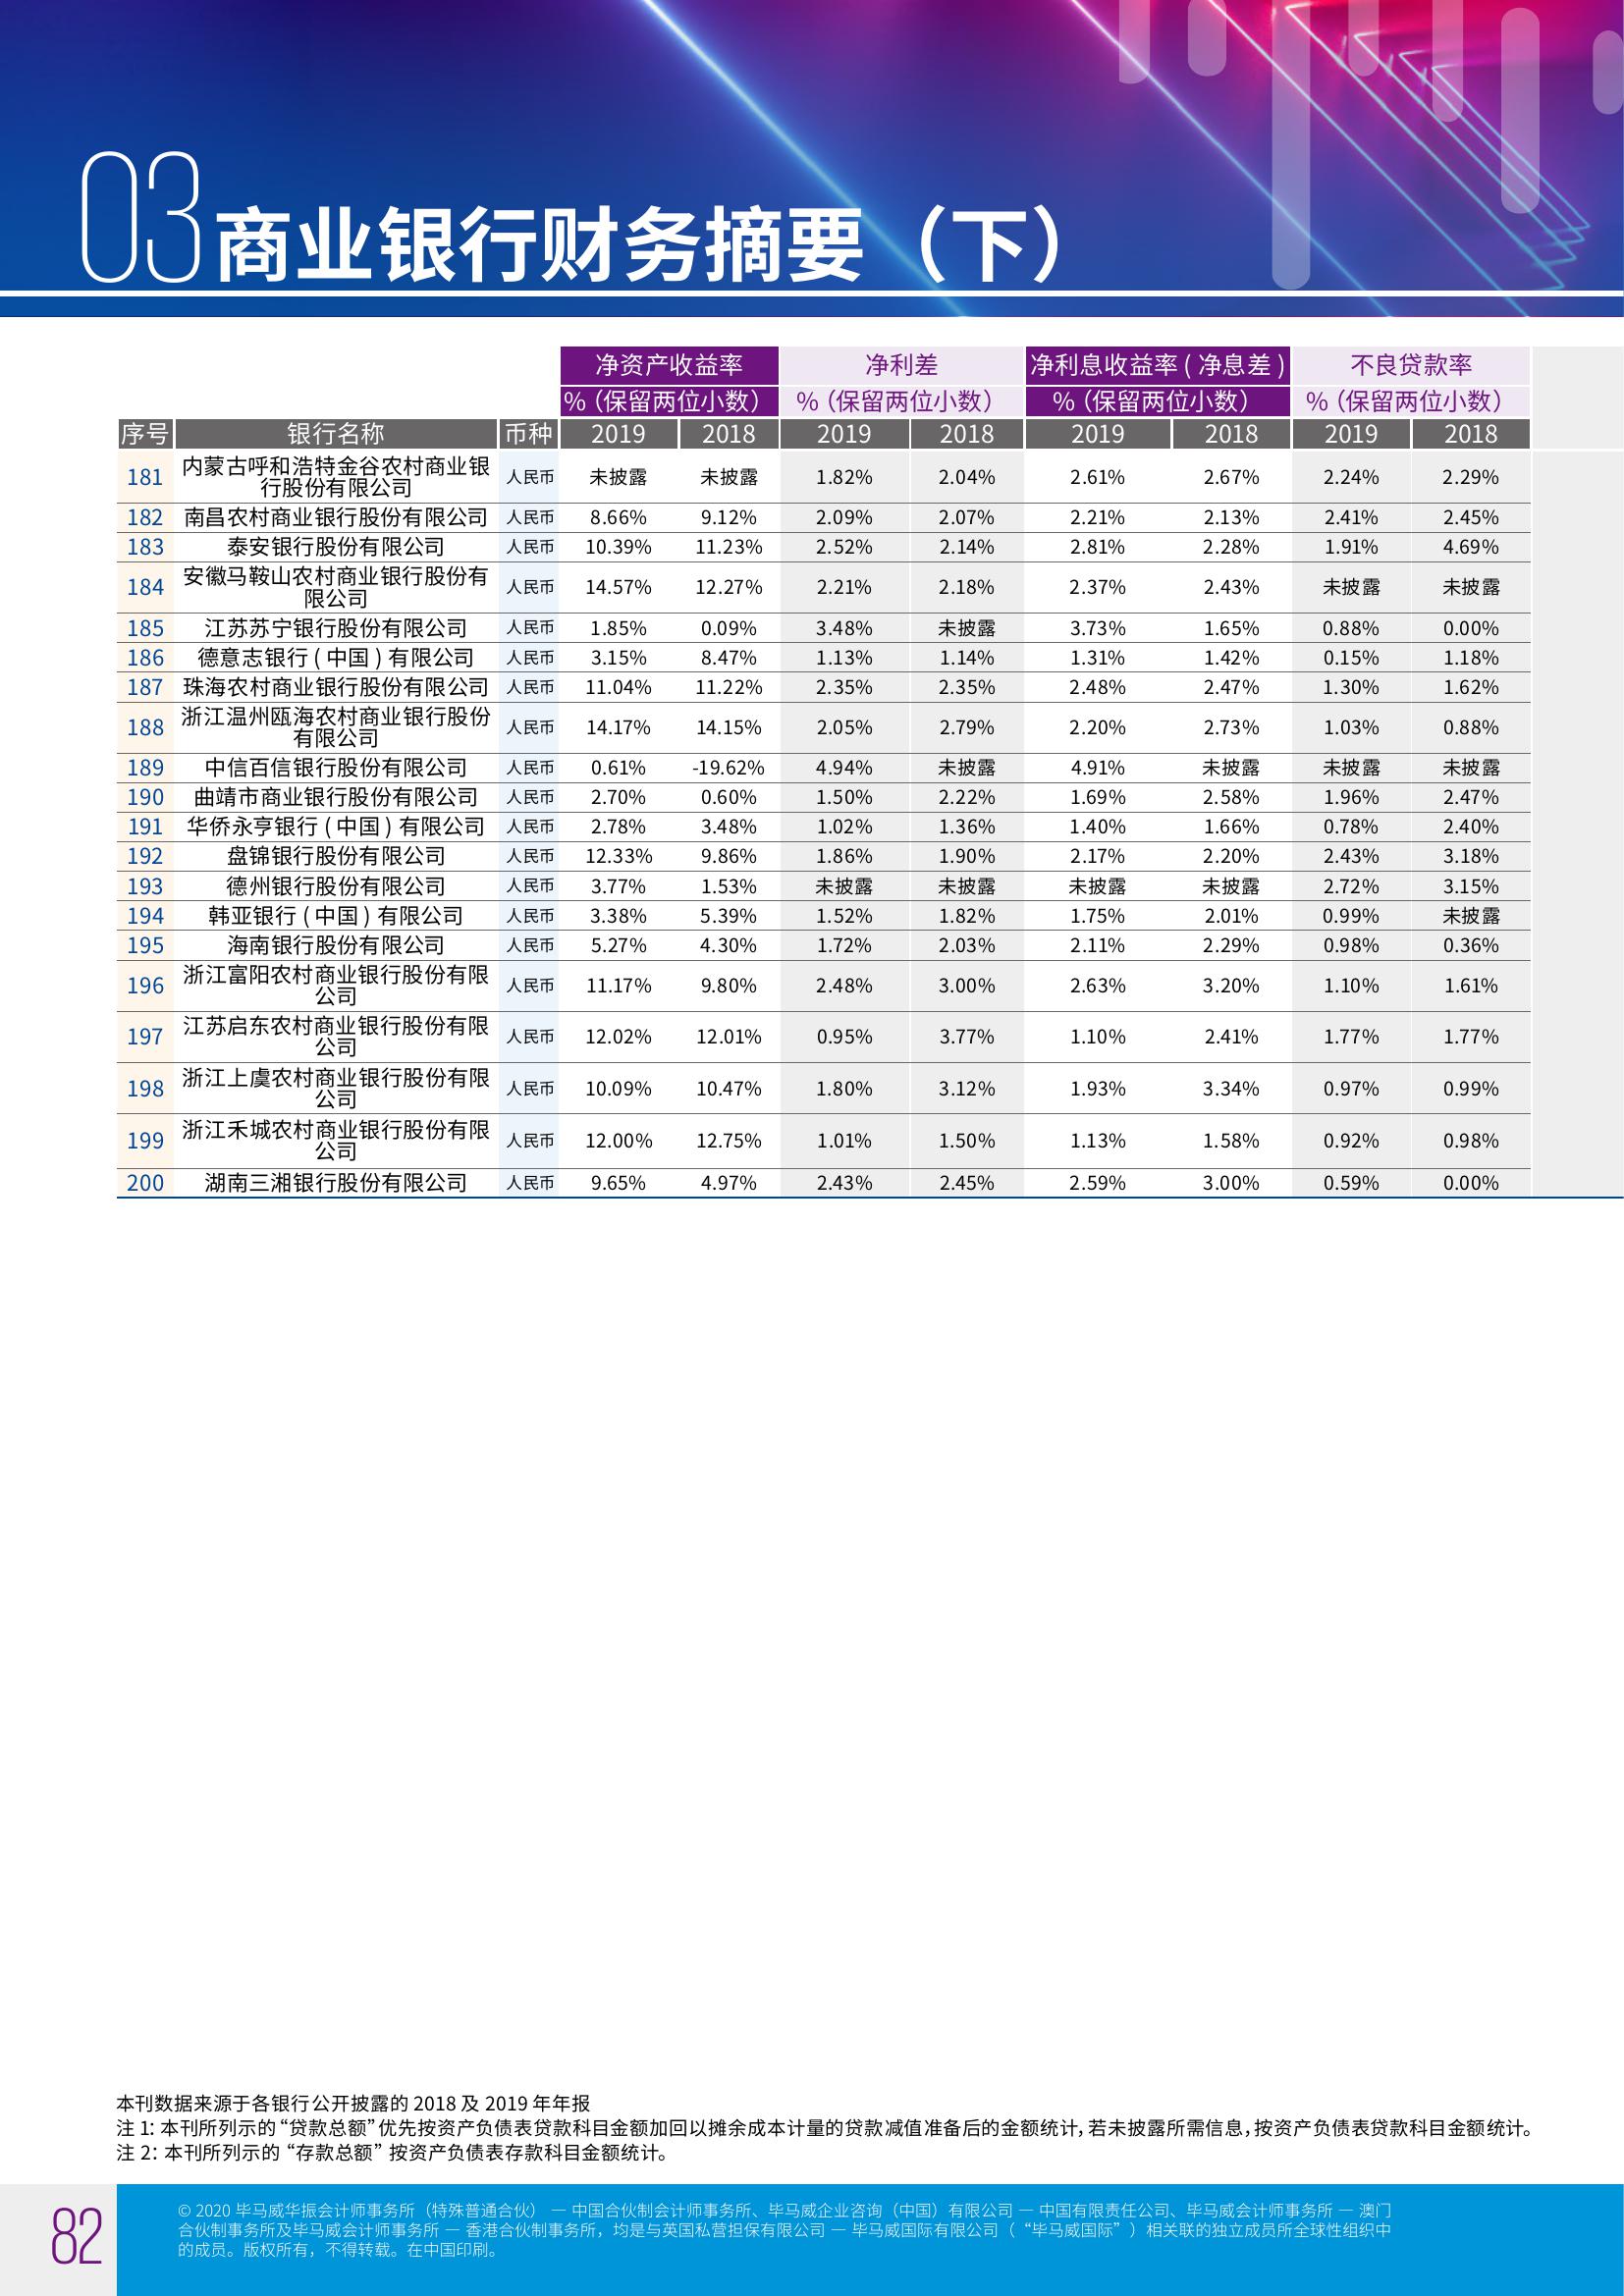 03 商业银行财务摘要（下）
净资产收益率 净利差 净利息收益率 ( 净息差 ) 不良贷款率
%（保留两位小数） %（保留两位小数） %（保留两位小数） %（保留两位小数）
序号 银行名称 币种 2019 2018 2019 2018 2019 2018 2019 2018
181 内蒙古呼和浩特金谷农村商业银 人民币 未披露 未披露 1.82% 2.04% 2.61% 2.67% 2.24% 2.29%
行股份有限公司
182 南昌农村商业银行股份有限公司 人民币 8.66% 9.12% 2.09% 2.07% 2.21% 2.13% 2.41% 2.45%
183 泰安银行股份有限公司 人民币 10.39% 11.23% 2.52% 2.14% 2.81% 2.28% 1.91% 4.69%
184 安徽马鞍山农村商业银行股份有 人民币 14.57% 12.27% 2.21% 2.18% 2.37% 2.43% 未披露 未披露
限公司
185 江苏苏宁银行股份有限公司 人民币 1.85% 0.09% 3.48% 未披露 3.73% 1.65% 0.88% 0.00%
186 德意志银行 ( 中国 ) 有限公司 人民币 3.15% 8.47% 1.13% 1.14% 1.31% 1.42% 0.15% 1.18%
187 珠海农村商业银行股份有限公司 人民币 11.04% 11.22% 2.35% 2.35% 2.48% 2.47% 1.30% 1.62%
188 浙江温州瓯海农村商业银行股份 人民币 14.17% 14.15% 2.05% 2.79% 2.20% 2.73% 1.03% 0.88%
有限公司
189 中信百信银行股份有限公司 人民币 0.61% -19.62% 4.94% 未披露 4.91% 未披露 未披露 未披露
190 曲靖市商业银行股份有限公司 人民币 2.70% 0.60% 1.50% 2.22% 1.69% 2.58% 1.96% 2.47%
191 华侨永亨银行 ( 中国 ) 有限公司 人民币 2.78% 3.48% 1.02% 1.36% 1.40% 1.66% 0.78% 2.40%
192 盘锦银行股份有限公司 人民币 12.33% 9.86% 1.86% 1.90% 2.17% 2.20% 2.43% 3.18%
193 德州银行股份有限公司 人民币 3.77% 1.53% 未披露 未披露 未披露 未披露 2.72% 3.15%
194 韩亚银行 ( 中国 ) 有限公司 人民币 3.38% 5.39% 1.52% 1.82% 1.75% 2.01% 0.99% 未披露
195 海南银行股份有限公司 人民币 5.27% 4.30% 1.72% 2.03% 2.11% 2.29% 0.98% 0.36%
196 浙江富阳农村商业银行股份有限 人民币 11.17% 9.80% 2.48% 3.00% 2.63% 3.20% 1.10% 1.61%
公司
197 江苏启东农村商业银行股份有限 人民币 12.02% 12.01% 0.95% 3.77% 1.10% 2.41% 1.77% 1.77%
公司
198 浙江上虞农村商业银行股份有限 人民币 10.09% 10.47% 1.80% 3.12% 1.93% 3.34% 0.97% 0.99%
公司
199 浙江禾城农村商业银行股份有限 人民币 12.00% 12.75% 1.01% 1.50% 1.13% 1.58% 0.92% 0.98%
公司
200 湖南三湘银行股份有限公司 人民币 9.65% 4.97% 2.43% 2.45% 2.59% 3.00% 0.59% 0.00%
本刊数据来源于各银行公开披露的 2018 及 2019 年年报
注 1: 本刊所列示的“贷款总额”优先按资产负债表贷款科目金额加回以摊余成本计量的贷款减值准备后的金额统计，若未披露所需信息，按资产负债表贷款科目金额统计。
注 2: 本刊所列示的 “存款总额” 按资产负债表存款科目金额统计。
82
© 2020 毕马威华振会计师事务所（特殊普通合伙） — 中国合伙制会计师事务所、毕马威企业咨询（中国）有限公司 — 中国有限责任公司、毕马威会计师事务所 — 澳门
合伙制事务所及毕马威会计师事务所 — 香港合伙制事务所，均是与英国私营担保有限公司 — 毕马威国际有限公司（ “毕马威国际” ）相关联的独立成员所全球性组织中
的成员。版权所有，不得转载。在中国印刷。